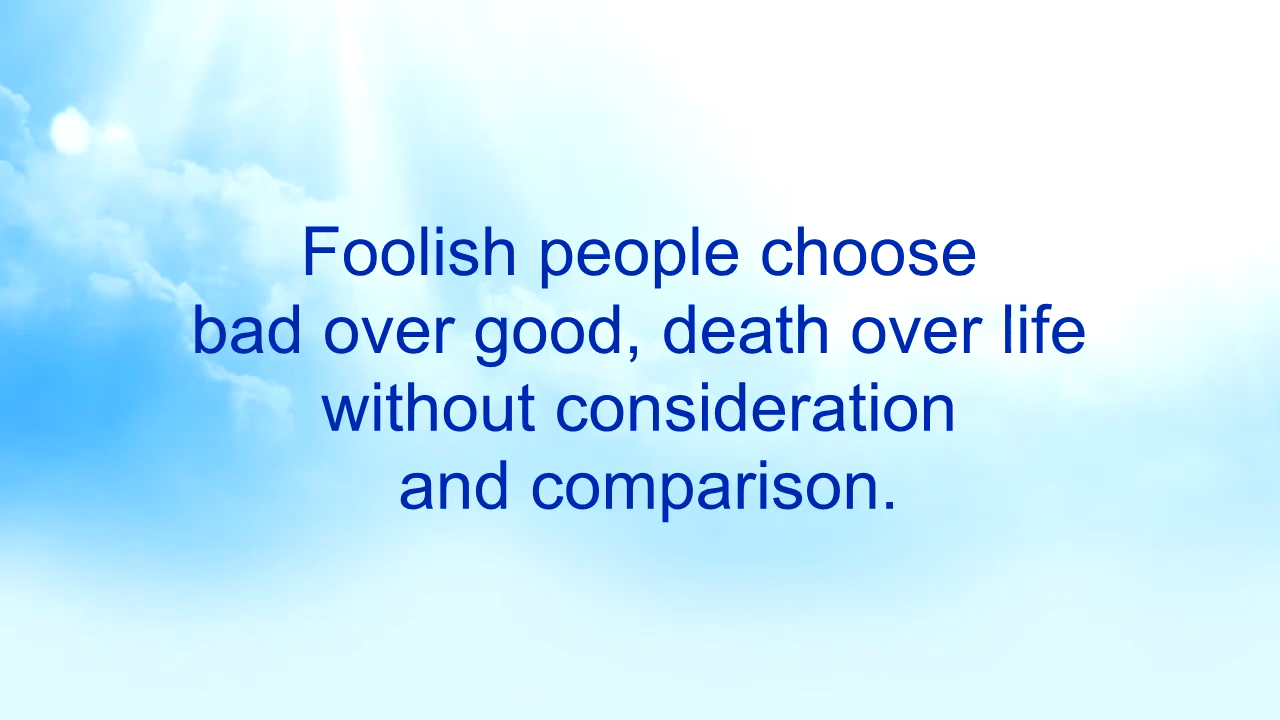 Foolish people choose
bad over good, death over life
without consideration
and comparison.